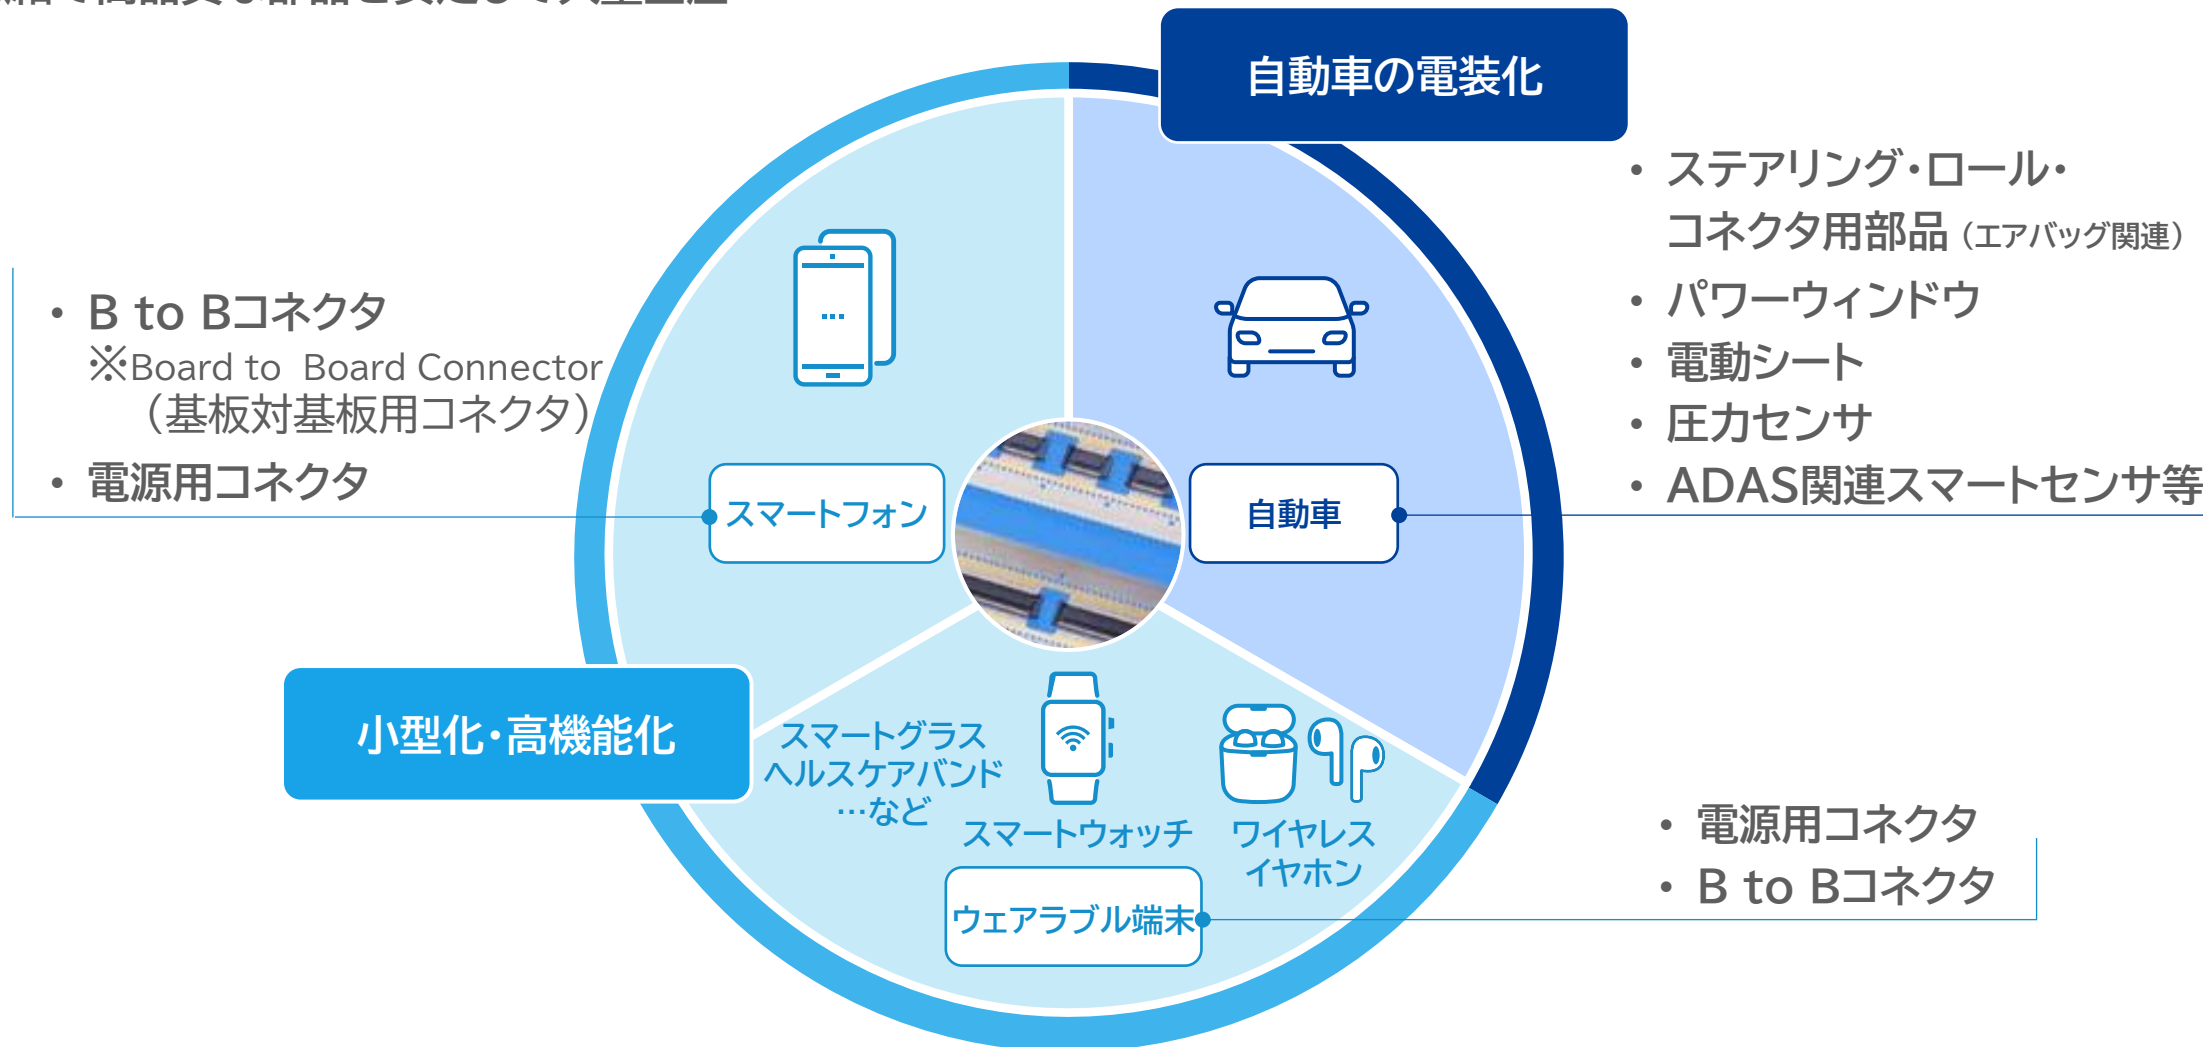 自動車の電装化
• ステアリング・ロール・
コネクタ用部品（エアバッグ関連）
• パワーウィンドウ
• 電動シート
• 圧力センサ
• ADAS関連スマートセンサ等
自動車
• B to Bコネクタ
※Board to Board Connector
（基板対基板用コネクタ）
• 電源用コネクタ
スマートフォン
小型化・高機能化
スマートグラス
ヘルスケアバンド
…など
スマートウォッチ
ワイヤレス
イヤホン
ウェアラブル端末
• 電源用コネクタ
• B to Bコネクタ